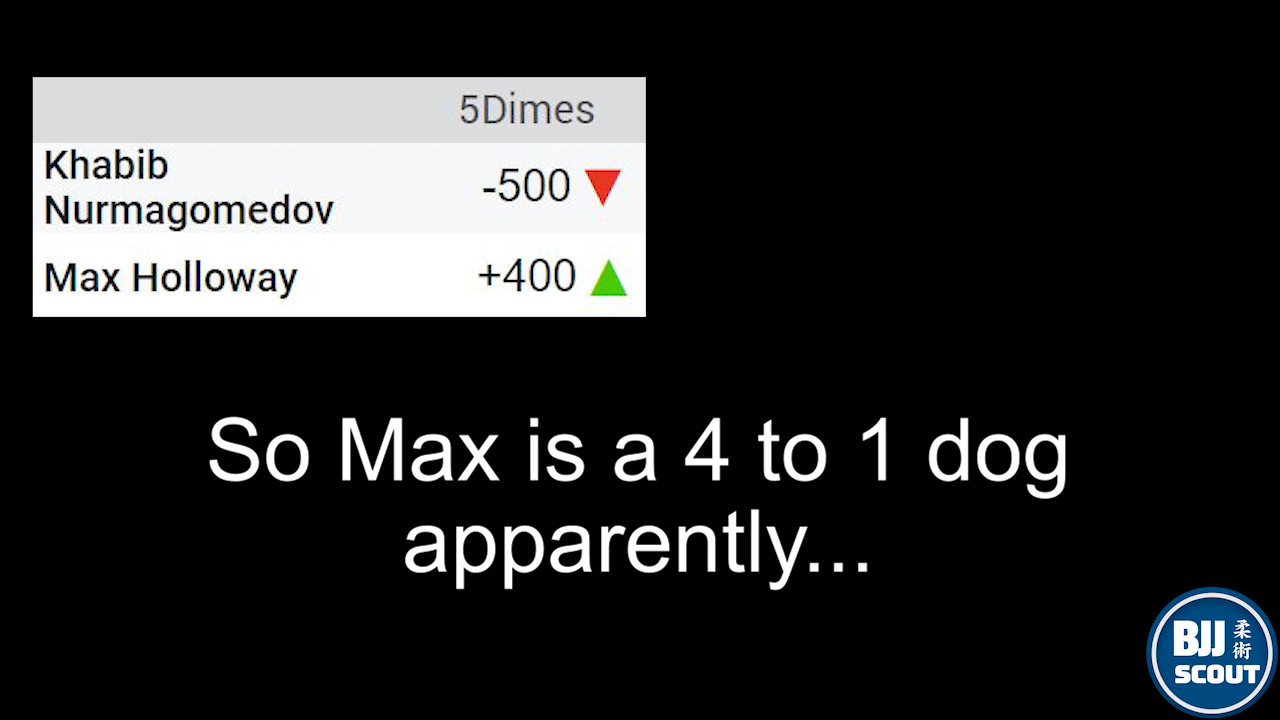 5Dimes
Khabib
Nurmagomedov
-500
Max Holloway
+400
So Max is a 4 to 1 dog
apparently...
BJJ
柔術
SCOUT